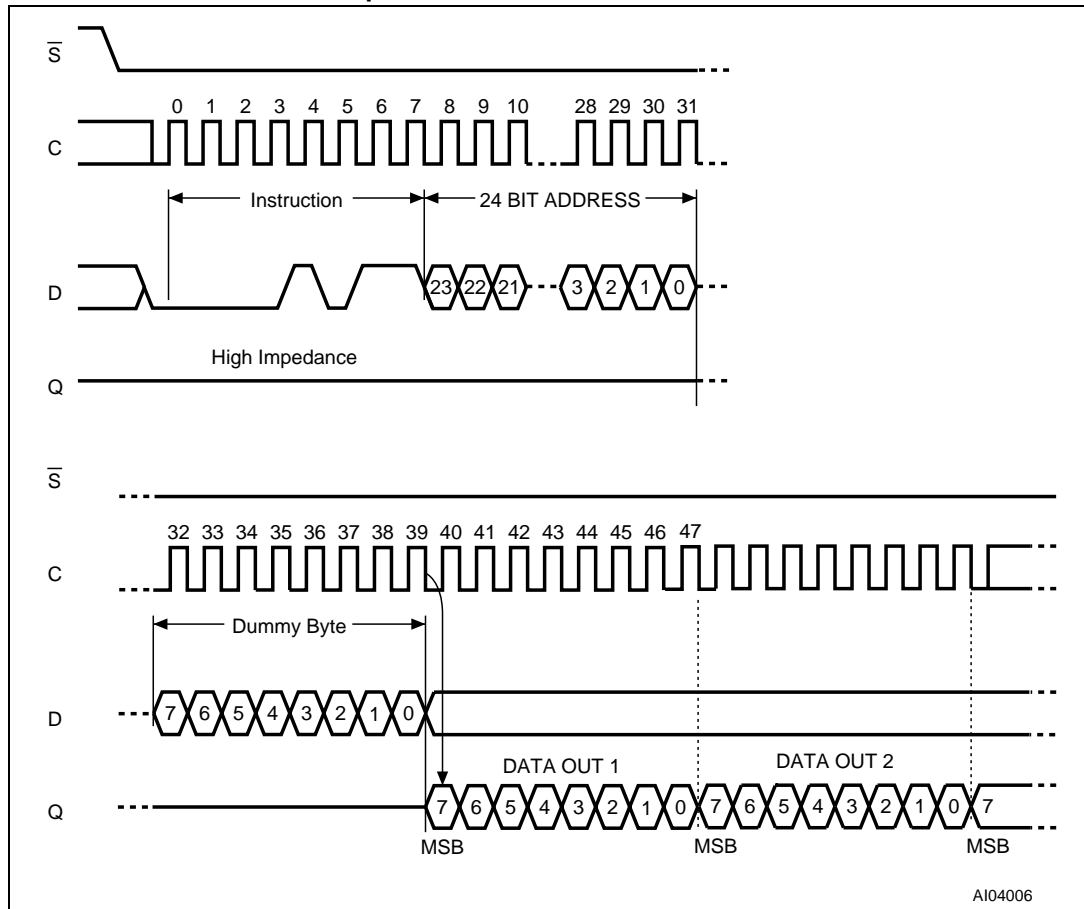 S
0 1 2 3 4 5 6 7 8 9 10 28 29 30 31
C
Instruction 24 BIT ADDRESS
D 23 22 21 3 2 1 0
High Impedance
Q
S
32 33 34 35 36 37 38 39 40 41 42 43 44 45 46 47
C
Dummy Byte
D 7 6 5 4 3 2 1 0
DATA OUT 1 DATA OUT 2
Q 7 6 5 4 3 2 1 0 7 6 5 4 3 2 1 0 7
MSB MSB MSB
AI04006